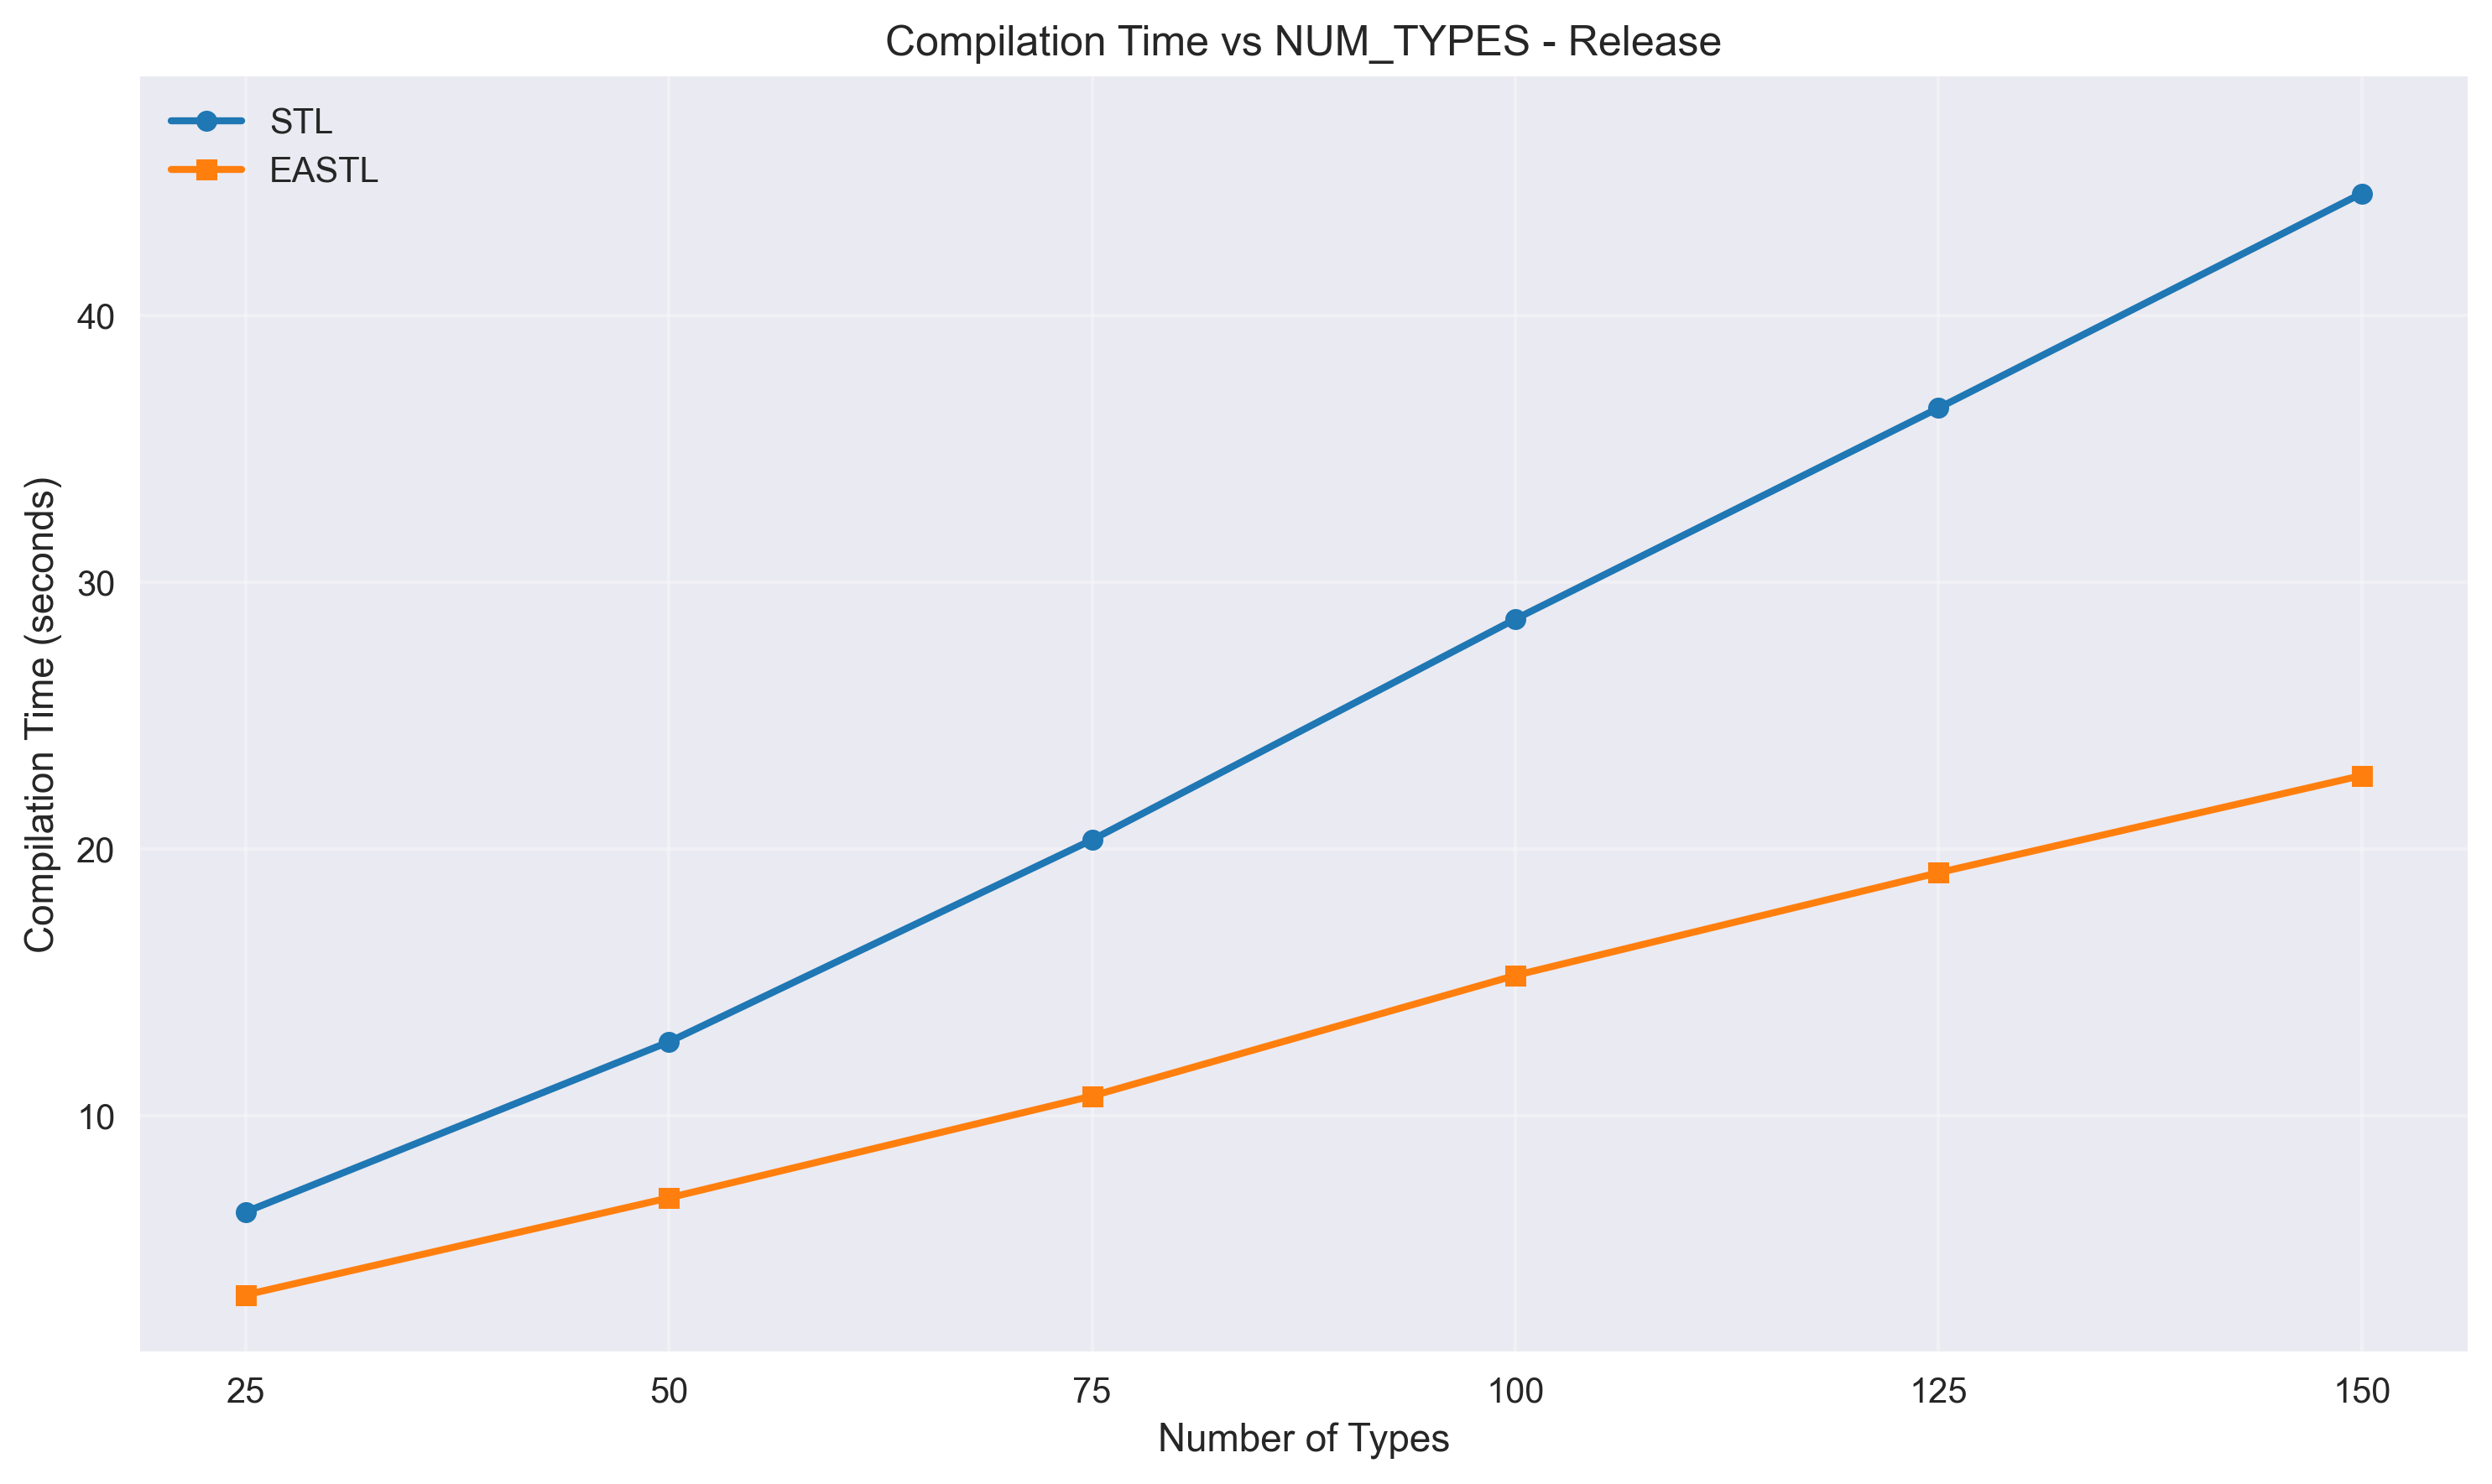 Compilation Time vs NUM_TYPES - Release
STL
EASTL
Compilation Time (seconds)
40
30
20
10
25 50 75 100 125 150
Number of Types